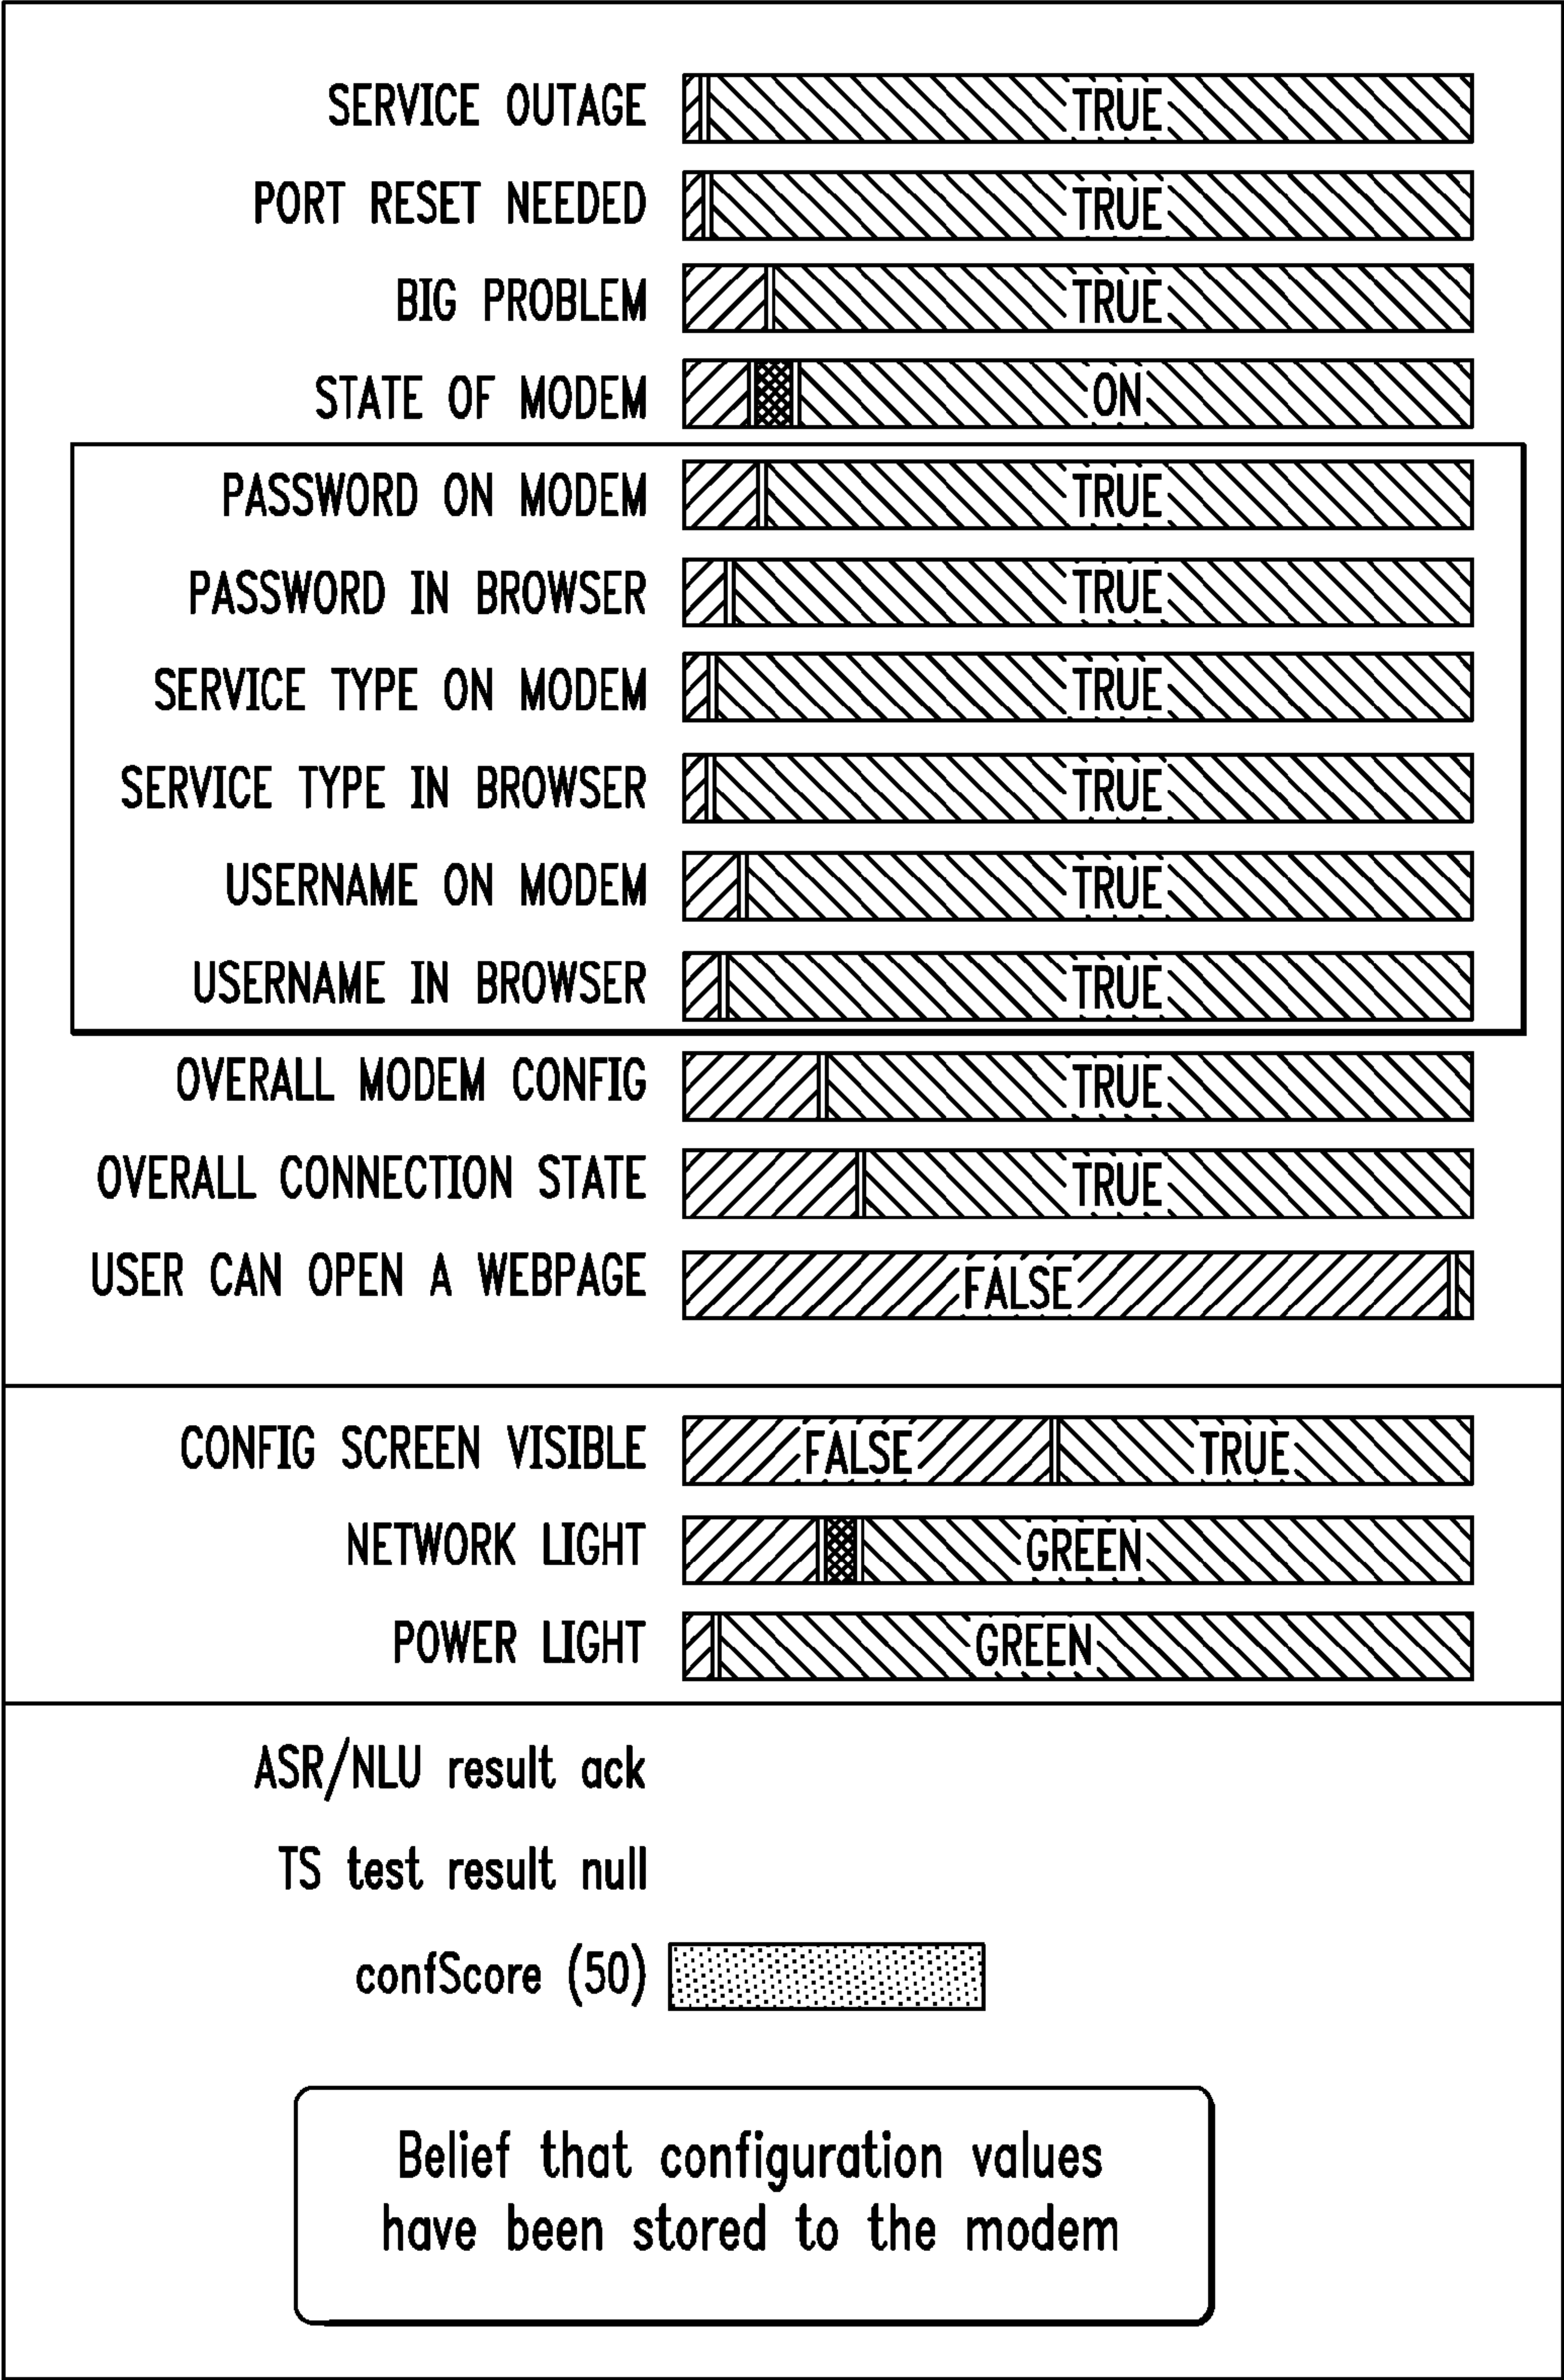 SERVICE OUTAGE TRUE
PORT RESET NEEDED TRUE
BIG PROBLEM TRUE
STATE OF MODEM ON
PASSWORD ON MODEM TRUE
PASSWORD IN BROWSER TRUE
SERVICE TYPE ON MODEM TRUE
SERVICE TYPE IN BROWSER TRUE
USERNAME ON MODEM TRUE
USERNAME IN BROWSER TRUE
OVERALL MODEM CONFIG TRUE
OVERALL CONNECTION STATE TRUE
USER CAN OPEN A WEBPAGE FALSE
CONFIG SCREEN VISIBLE FALSE TRUE
NETWORK LIGHT GREEN
POWER LIGHT GREEN
ASR/NLU result ack
TS test result null
confScore (50)
Belief that configuration values
have been stored to the modem